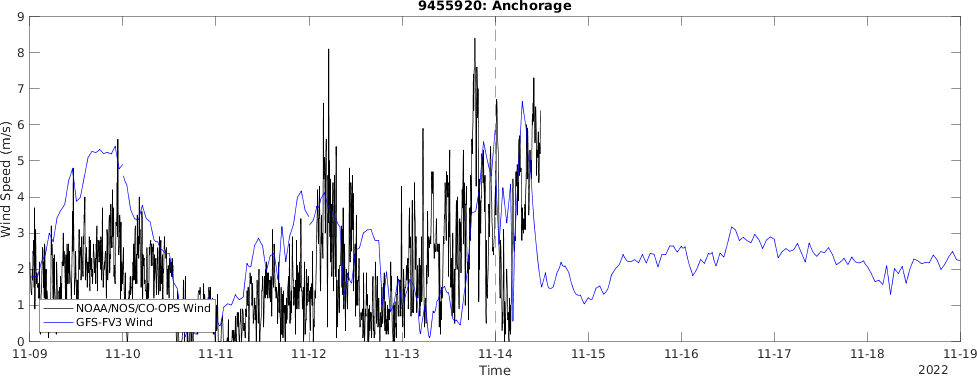 9455920: Anchorage
9
8
7
6
5
4
3
2
1
0
Wind Speed (m/s)
NOAA/NOS/CO-OPS Wind
GFS-FV3 Wind
11-09 11-10 11-11 11-12 11-13 11-14 11-15 11-16 11-17 11-18 11-19
Time
2022